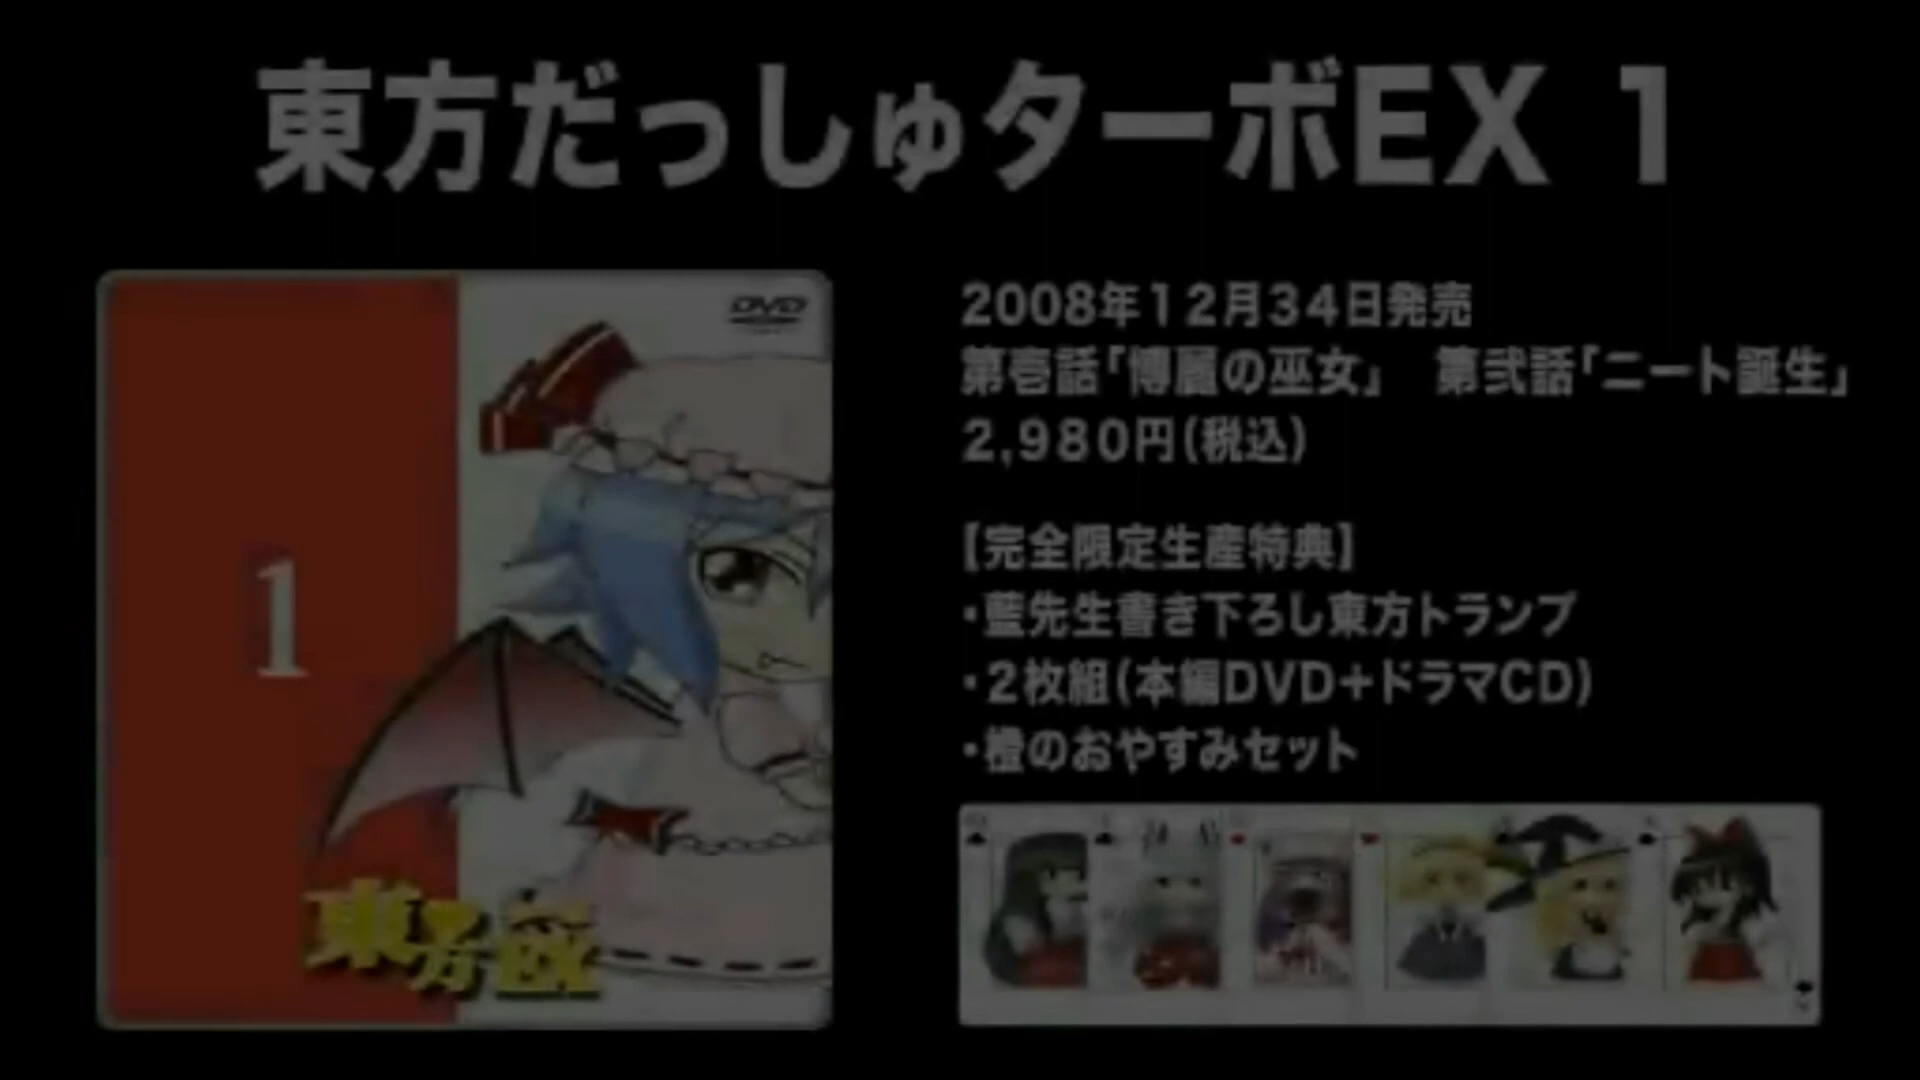 東方だっしゅターボEX 1
DVD
1
東方
2008年12月34日発売
第壱話「博麗の巫女」 第弐話「ニート誕生」
2,980円(税込)
【完全限定生産特典】
・藍先生書き下ろし東方トランプ
・2枚組(本編DVD+ドラマCD)
・橙のおやすみセット